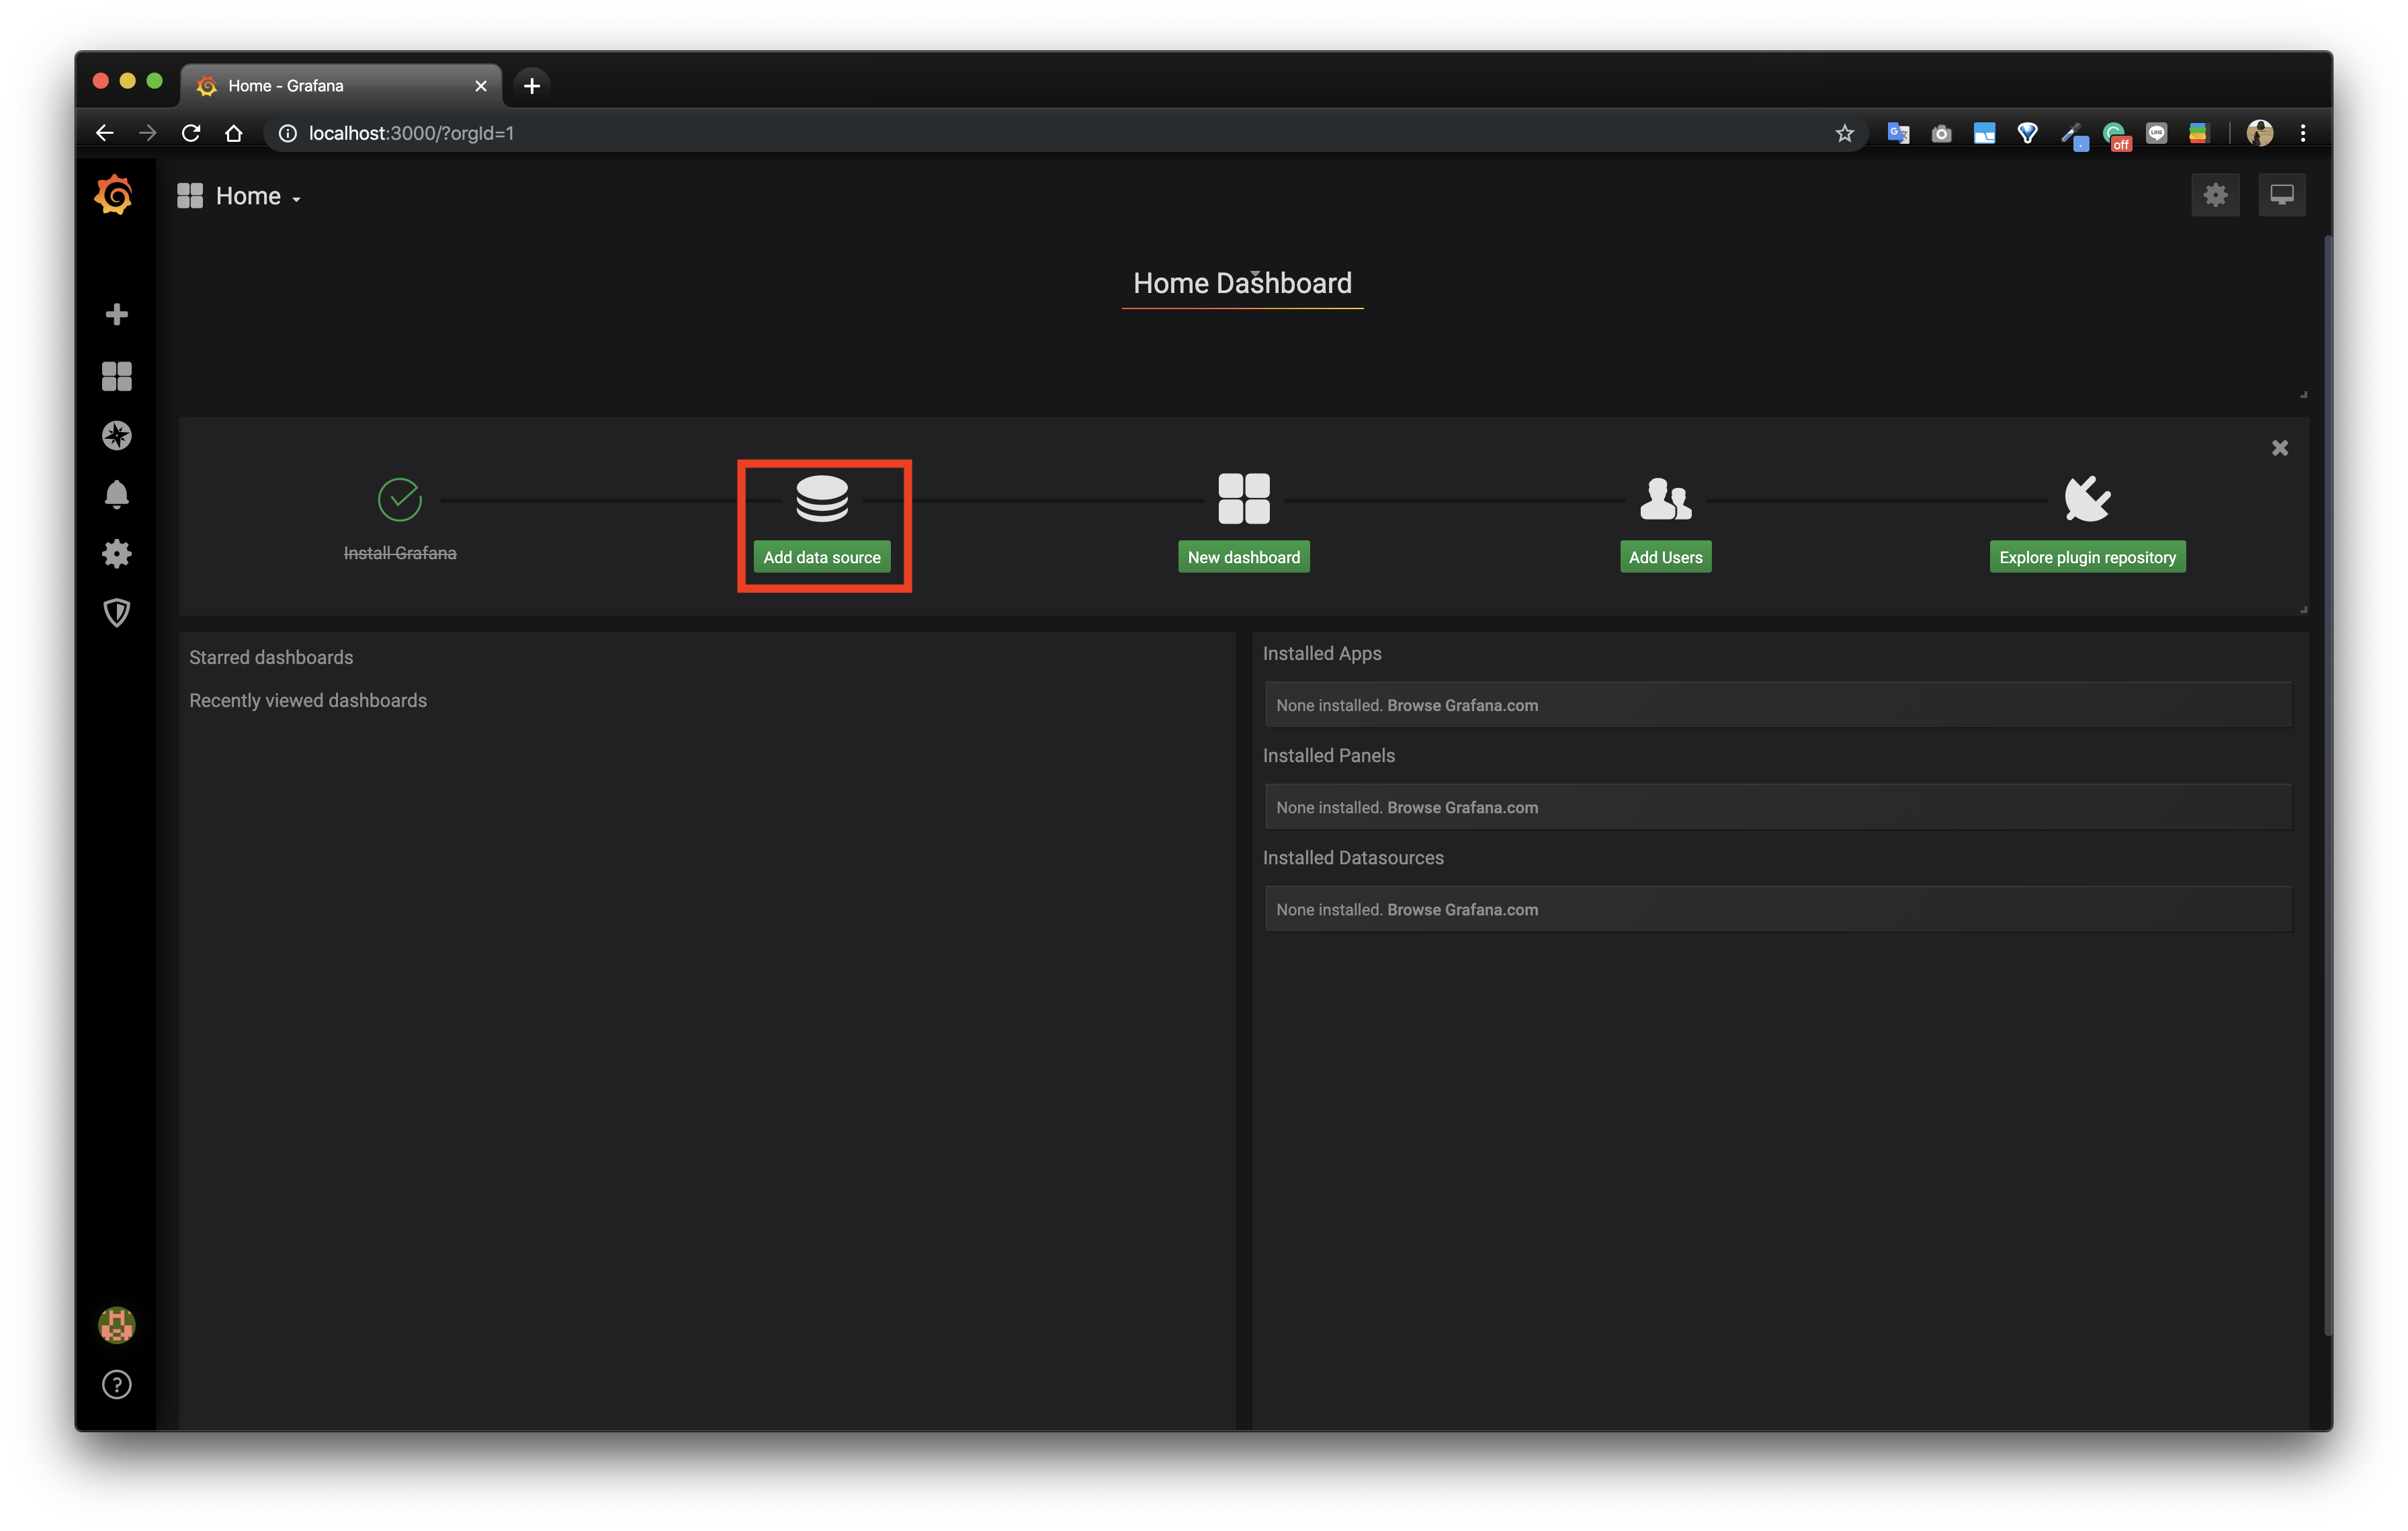 Home - Grafana
localhost:3000/?orgId=1
off
Home
Home Dashboard
Install Grafana
Add data source
New dashboard
Add Users
Explore plugin repository
Starred dashboards
Recently viewed dashboards
Installed Apps
None installed. Browse Grafana.com
Installed Panels
None installed. Browse Grafana.com
Installed Datasources
None installed. Browse Grafana.com